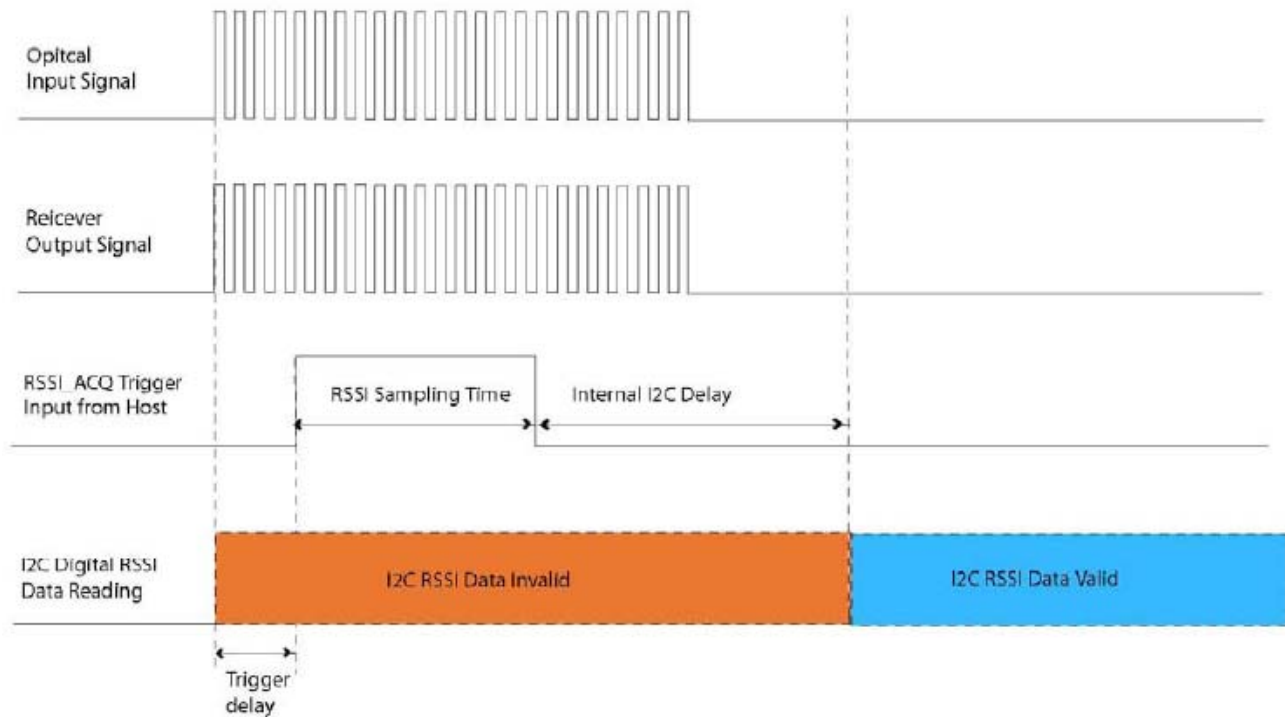 Opitcal
Input Signal
Reicever
Output Signal
RSSI_ACQ Trigger
Input from Host
RSSI Sampling Time
Internal I2C Delay
I2C Digital RSSI
Data Reading
I2C RSSI Data Invalid
I2C RSSI Data Valid
Trigger
delay